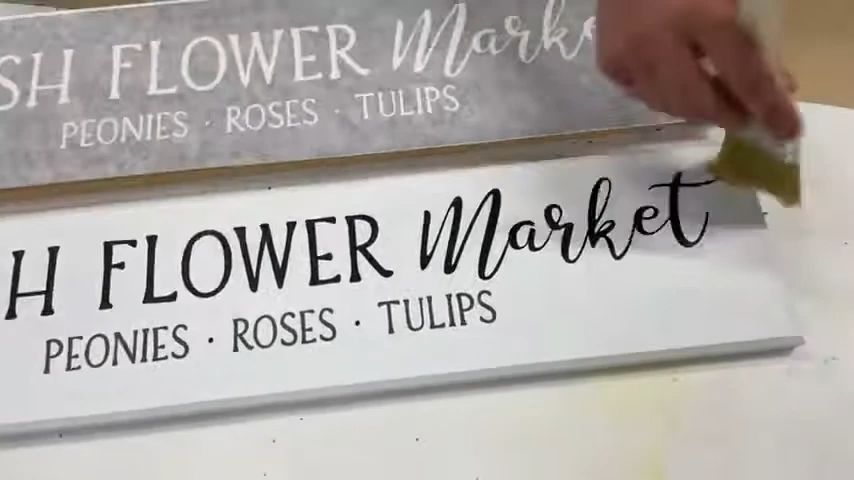 SH FLOWER Marke
PEONIES · ROSES · TULIPS
H FLOWER Market
PEONIES · ROSES · TULIPS